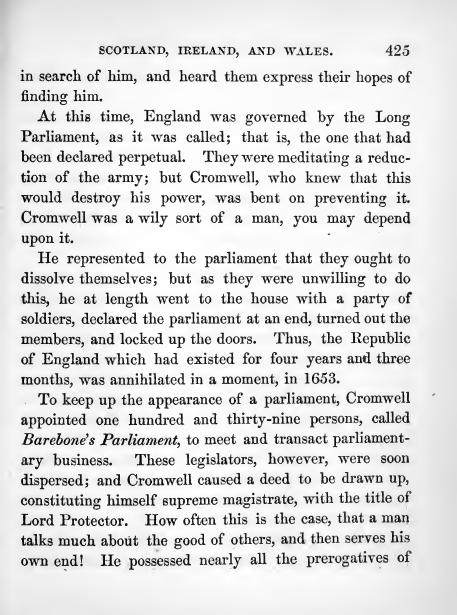 SCOTLAND, IRELAND, AND WALES. 425
in search of him, and heard them express their hopes of
finding him.
At this time, England was governed by the Long
Parliament, as it was called; that is, the one that had
been declared perpetual. They were meditating a reduc-
tion of the army; but Cromwell, who knew that this
would destroy his power, was bent on preventing it.
Cromwell was a wily sort of a man, you may depend
upon it.
He represented to the parliament that they ought to
dissolve themselves; but as they were unwilling to do
this, he at length went to the house with a party of
soldiers, declared the parliament at an end, turned out the
members, and locked up the doors. Thus, the Republic
of England which had existed for four years and three
months, was annihilated in a moment, in 1653.
To keep up the appearance of a parliament, Cromwell
appointed one hundred and thirty-nine persons, called
Barebone's Parliament, to meet and transact parliament-
ary business. These legislators, however, were soon
dispersed; and Cromwell caused a deed to be drawn up,
constituting himself supreme magistrate, with the title of
Lord Protector. How often this is the case, that a man
talks much about the good of others, and then serves his
own end! He possessed nearly all the prerogatives of